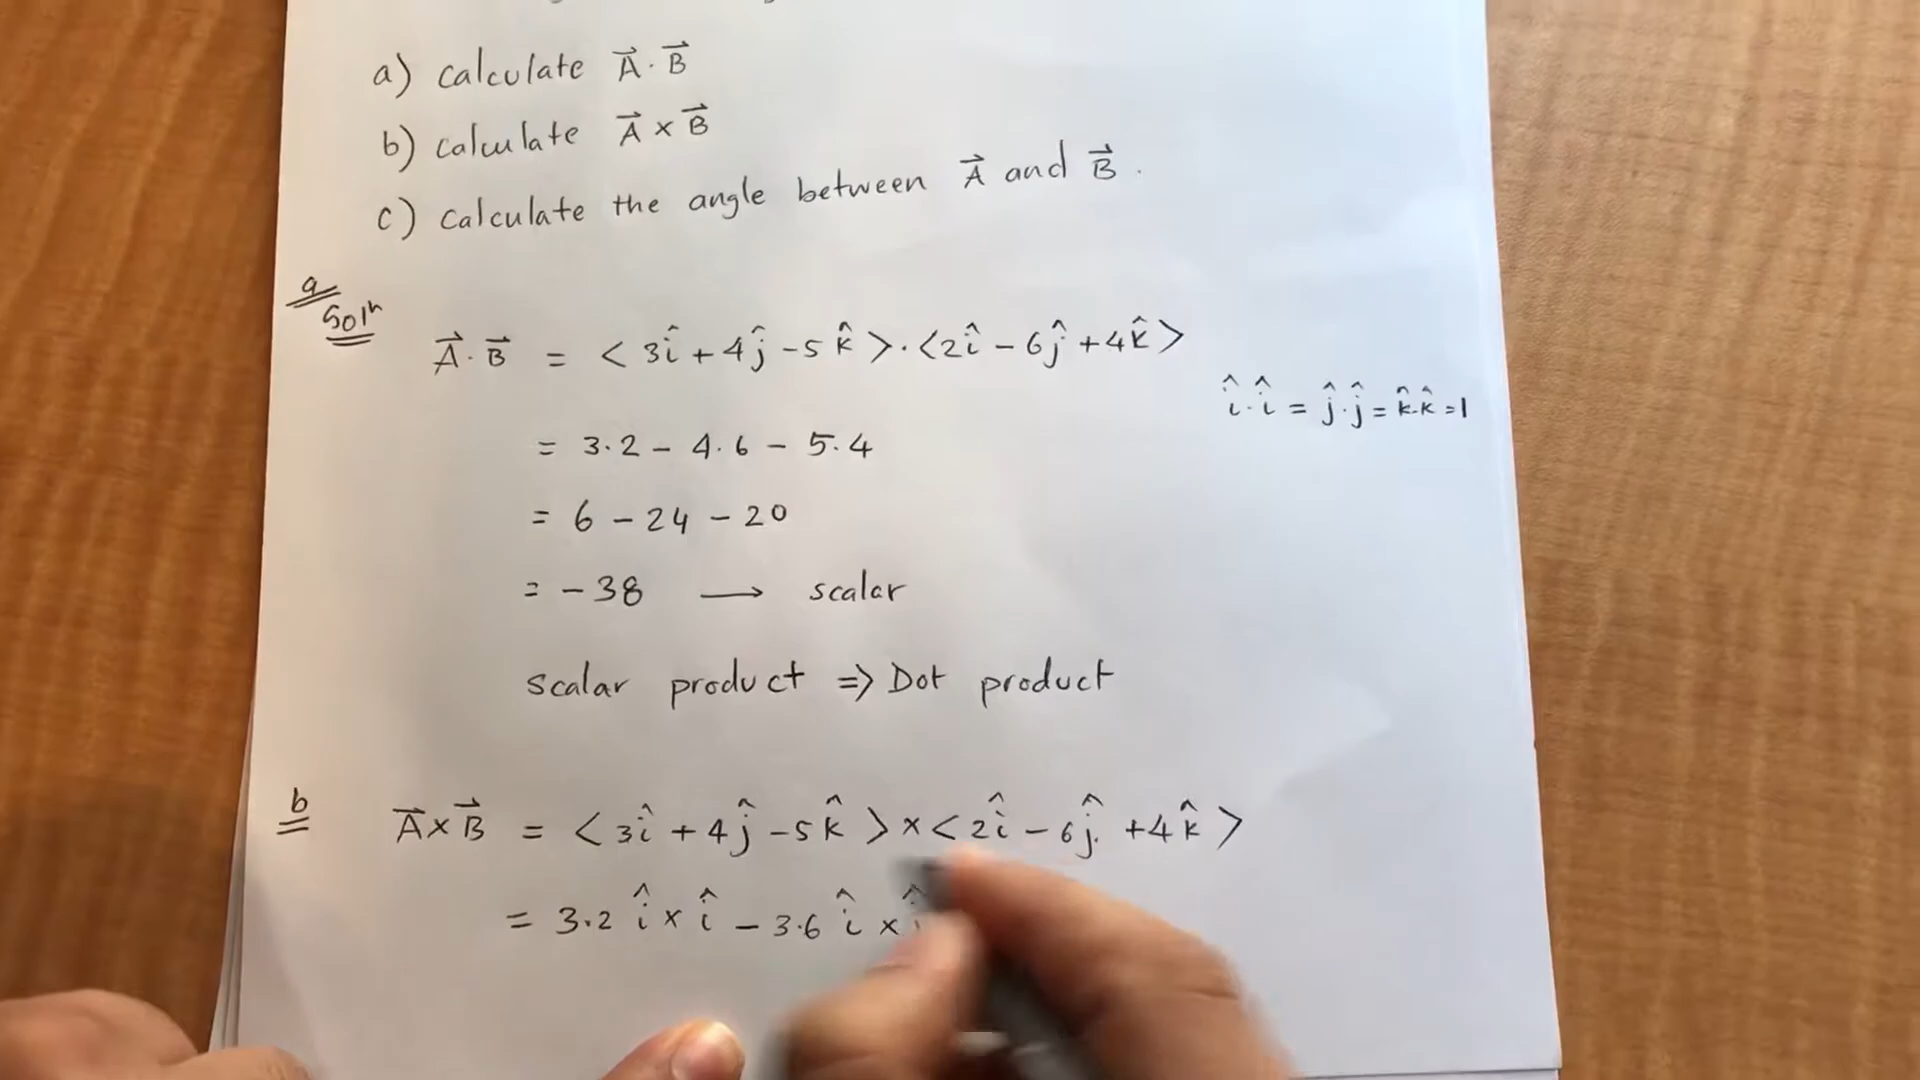 a) calculate A⃗ · B⃗
b) calculate A⃗ × B⃗
c) calculate the angle between A⃗ and B⃗ .
a
Soln
A⃗ · B⃗ = < 3î + 4ĵ - 5k̂ > · < 2î - 6ĵ + 4k̂ >
î · î = ĵ · ĵ = k̂ · k̂ = 1
= 3·2 - 4·6 - 5·4
= 6 - 24 - 20
= - 38 → scalar
scalar product => Dot product
b
A⃗ × B⃗ = < 3î + 4ĵ - 5k̂ > × < 2î - 6ĵ + 4k̂ >
= 3·2 î × î - 3·6 î ×